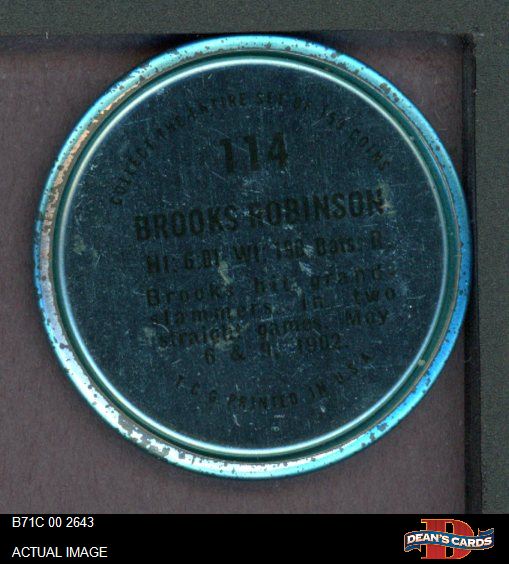 COLLECT THE ENTIRE SET OF 153 COINS
114
BROOKS ROBINSON
Ht: 6.01 Wt: 190 Bats: R
Brooks hit grand
slammers in two
straight games May
6 & 9, 1962.
T.C.G. PRINTED IN U.S.A.
B71C 00 2643
ACTUAL IMAGE
DEAN'S CARDS